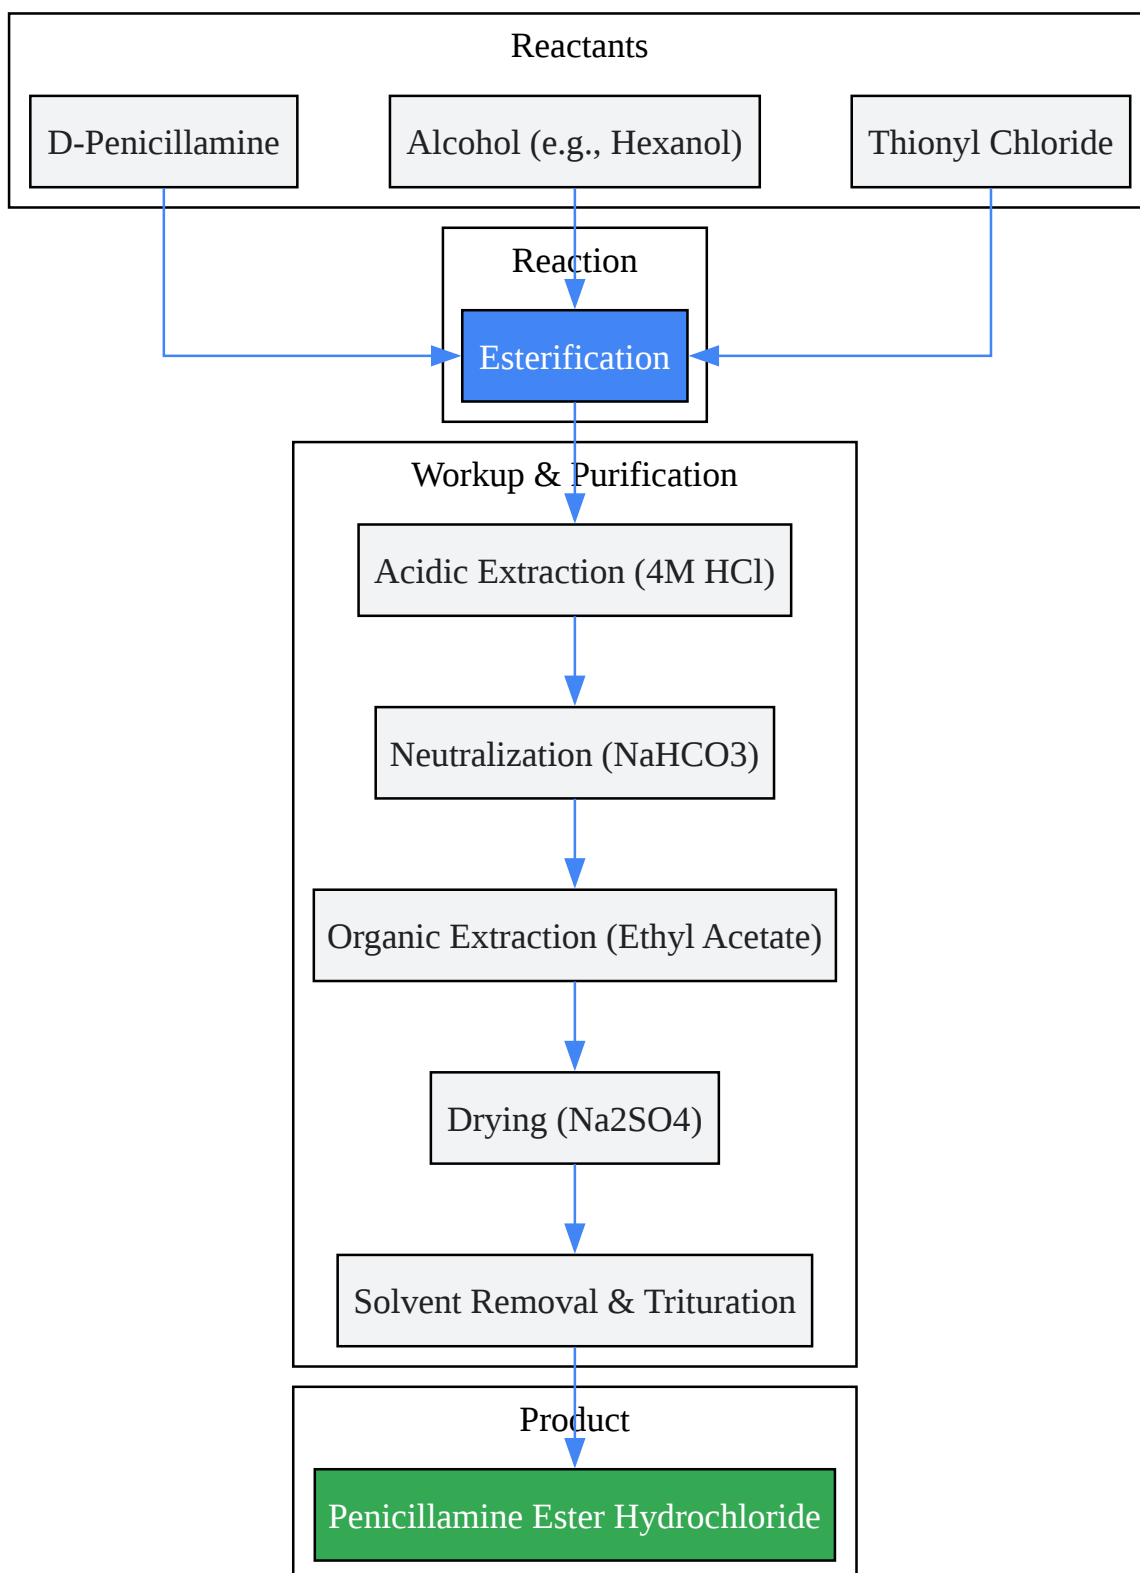 Reactants
D-Penicillamine
Alcohol (e.g., Hexanol)
Thionyl Chloride
Reaction
Esterification
Workup & Purification
Acidic Extraction (4M HCl)
Neutralization (NaHCO3)
Organic Extraction (Ethyl Acetate)
Drying (Na2SO4)
Solvent Removal & Trituration
Product
Penicillamine Ester Hydrochloride